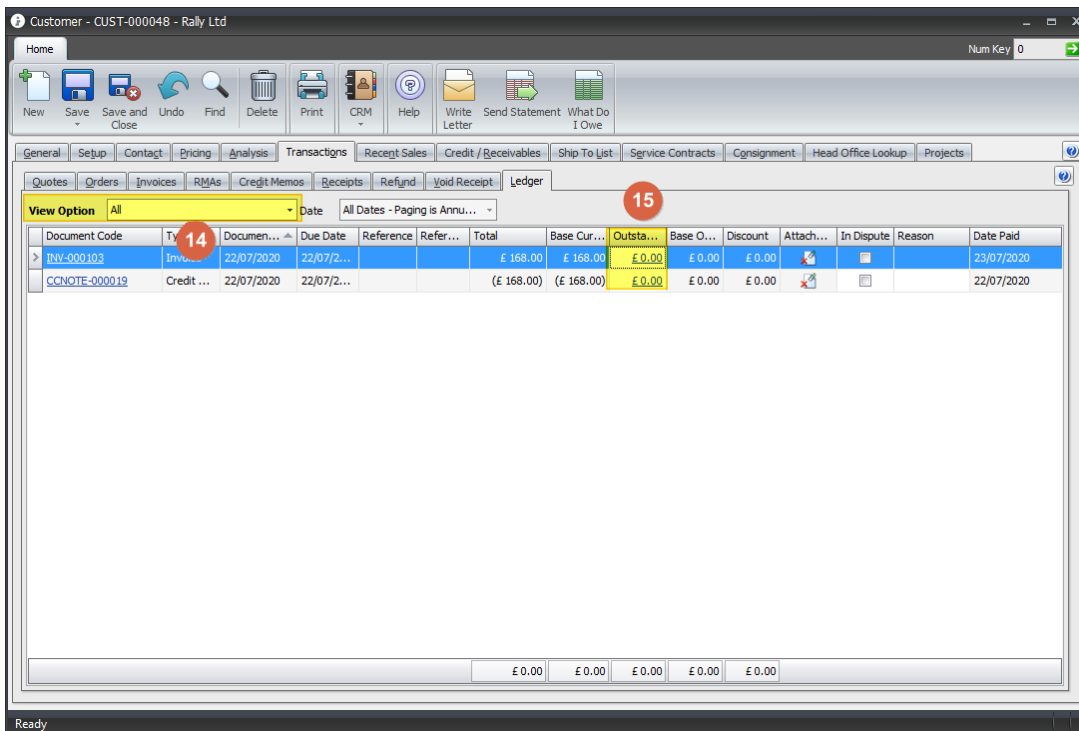 Customer - CUST-000048 - Rally Ltd
Home
Num Key 0
New Save Save and Close Undo Find Delete Print CRM Help Write Letter Send Statement What Do I Owe
General Setup Contact Pricing Analysis Transactions Recent Sales Credit / Receivables Ship To List Service Contracts Consignment Head Office Lookup Projects
Quotes Orders Invoices RMAs Credit Memos Receipts Refund Void Receipt Ledger
View Option All Date All Dates - Paging is Annu...
15
Document Code Documen... Due Date Reference Refer... Total Base Cur... Outsta... Base O... Discount Attach... In Dispute Reason Date Paid
14
INV-000103 22/07/2020 22/07/2... £ 168.00 £ 168.00 £ 0.00 £ 0.00 £ 0.00 23/07/2020
CCNOTE-000019 Credit ... 22/07/2020 22/07/2... (£ 168.00) (£ 168.00) £ 0.00 £ 0.00 £ 0.00 22/07/2020
£ 0.00 £ 0.00 £ 0.00 £ 0.00 £ 0.00
Ready